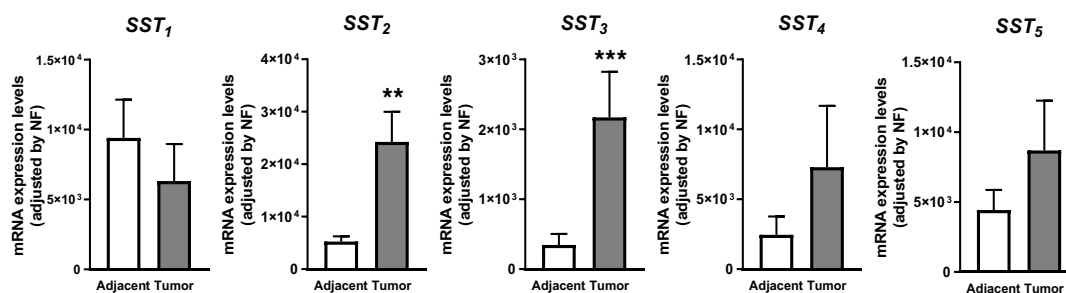 SST₁
mRNA expression levels
(adjusted by NF)
1.5×10⁴
1×10⁴
5×10³
0
Adjacent Tumor
SST₂
mRNA expression levels
(adjusted by NF)
4×10⁴
3×10⁴
2×10⁴
1×10⁴
0
**
Adjacent Tumor
SST₃
mRNA expression levels
(adjusted by NF)
3×10³
2×10³
1×10³
0
***
Adjacent Tumor
SST₄
mRNA expression levels
(adjusted by NF)
1.5×10⁴
1×10⁴
5×10³
0
Adjacent Tumor
SST₅
mRNA expression levels
(adjusted by NF)
1.5×10⁴
1×10⁴
5×10³
0
Adjacent Tumor